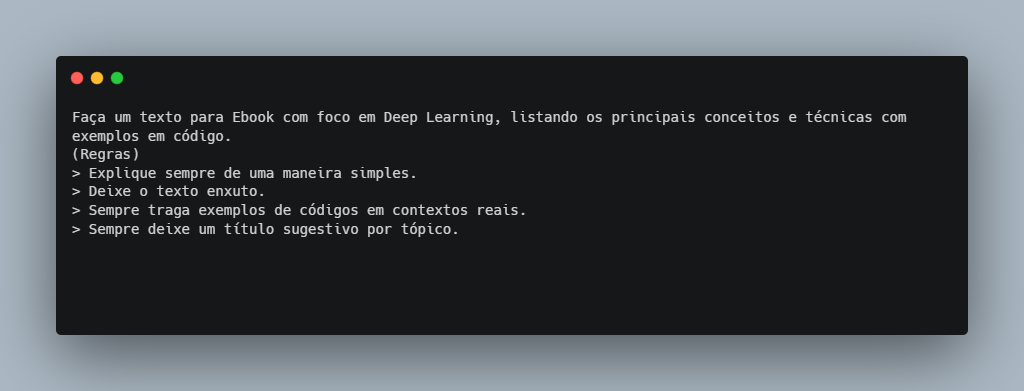 Faça um texto para Ebook com foco em Deep Learning, listando os principais conceitos e técnicas com
exemplos em código.
(Regras)
> Explique sempre de uma maneira simples.
> Deixe o texto enxuto.
> Sempre traga exemplos de códigos em contextos reais.
> Sempre deixe um título sugestivo por tópico.